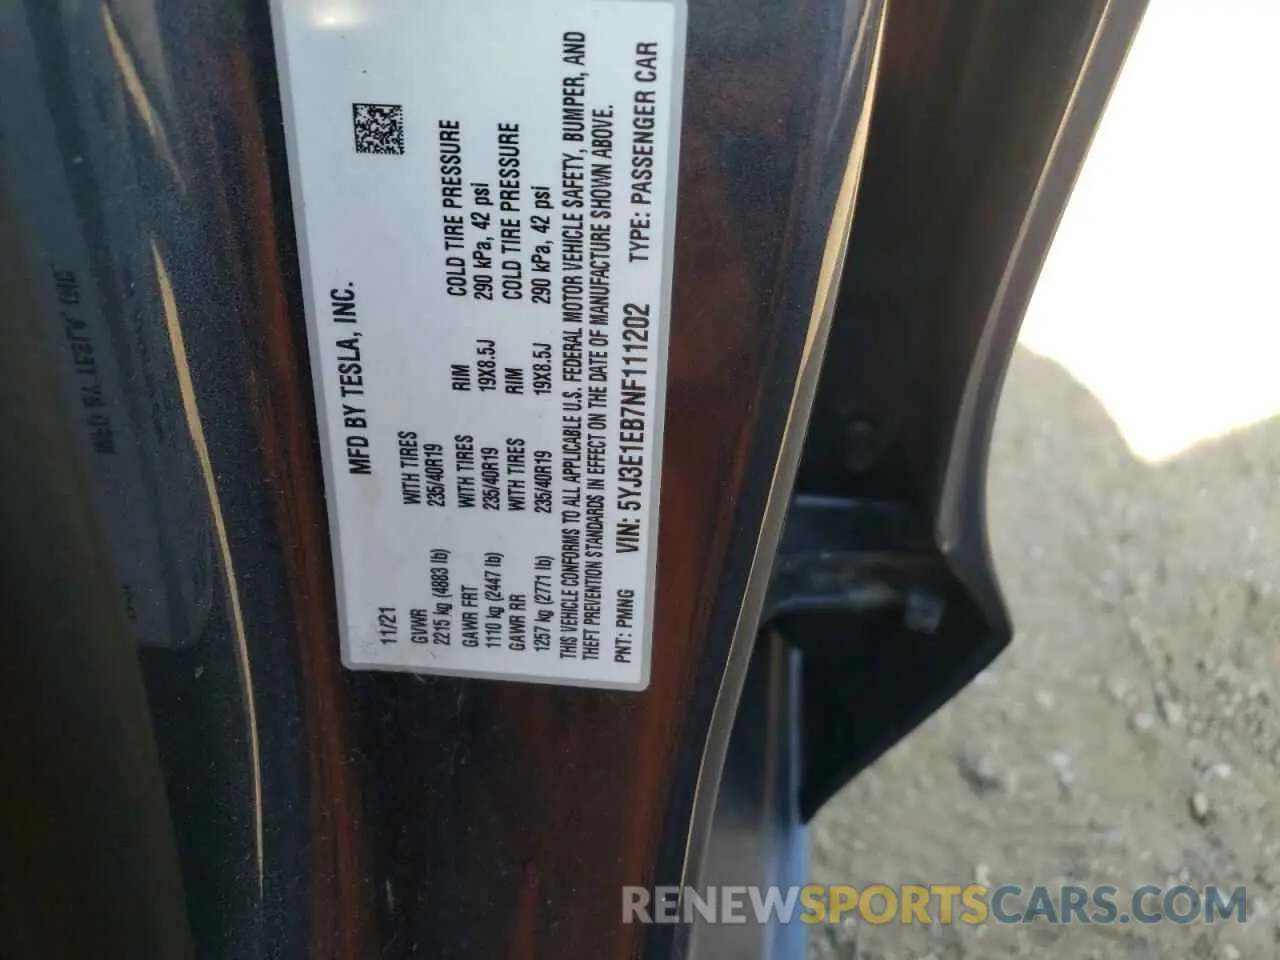 MFD BY TESLA, INC.
11/21
GVWR
2215 kg (4883 lb)
WITH TIRES
235/40R19
GAWR FRT
1110 kg (2447 lb)
WITH TIRES
235/40R19
RIM
19X8.5J
COLD TIRE PRESSURE
290 kPa, 42 psi
GAWR RR
1257 kg (2771 lb)
WITH TIRES
235/40R19
RIM
19X8.5J
COLD TIRE PRESSURE
290 kPa, 42 psi
THIS VEHICLE CONFORMS TO ALL APPLICABLE U.S. FEDERAL MOTOR VEHICLE SAFETY, BUMPER, AND
THEFT PREVENTION STANDARDS IN EFFECT ON THE DATE OF MANUFACTURE SHOWN ABOVE.
PNT: PMNG VIN: 5YJ3E1EB7NF111202 TYPE: PASSENGER CAR
RENEWSPORTSCARS.COM